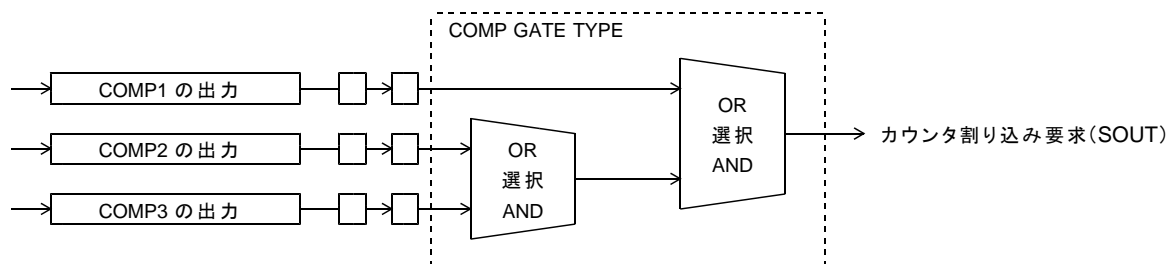 COMP GATE TYPE
COMP1 の出力
COMP2 の出力
COMP3 の出力
OR
選択
AND
OR
選択
AND
カウンタ割り込み要求(SOUT)